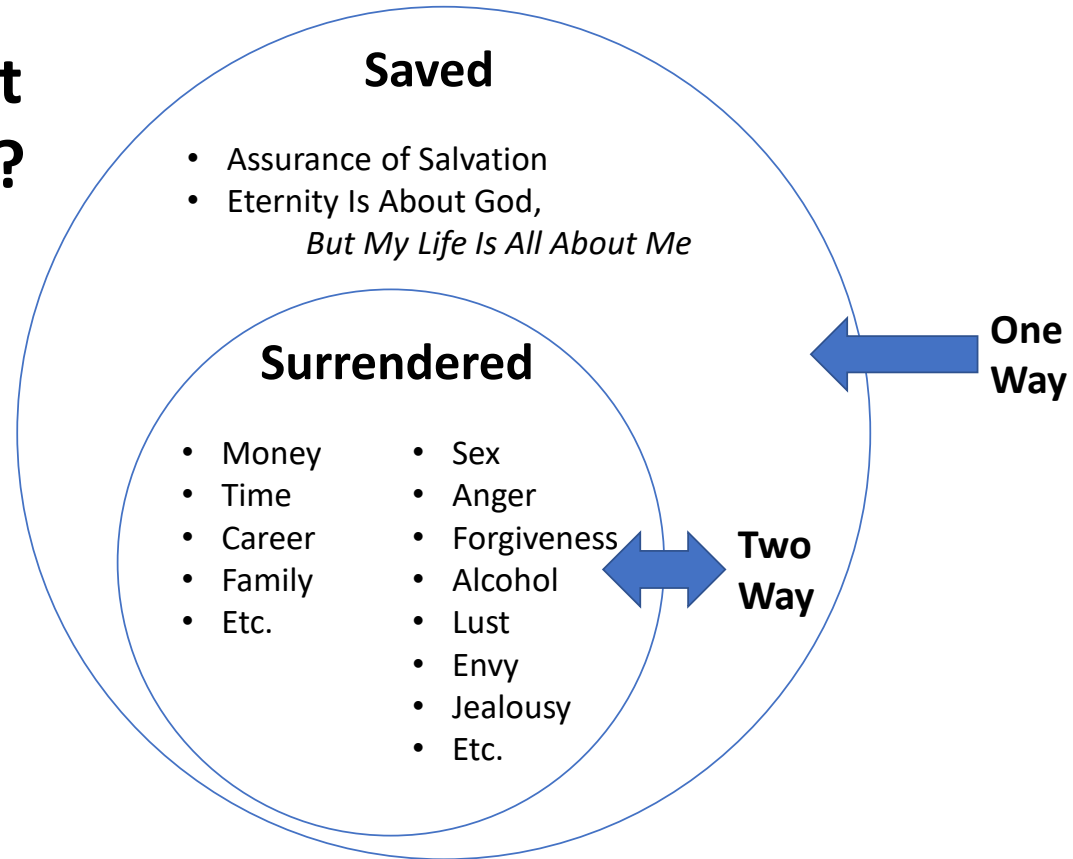 t
?
Saved
• Assurance of Salvation
• Eternity Is About God,
But My Life Is All About Me
One
Way
Surrendered
• Money
• Time
• Career
• Family
• Etc.
• Sex
• Anger
• Forgiveness
• Alcohol
• Lust
• Envy
• Jealousy
• Etc.
Two
Way